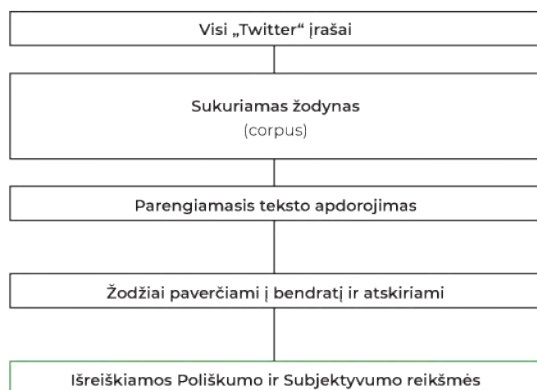 Visi „Twitter“ įrašai
Sukuriamas žodynas
(corpus)
Parengiamasis teksto apdorojimas
Žodžiai paverčiami į bendratį ir atskiriami
Išreiškiamos Poliškumo ir Subjektyvumo reikšmės